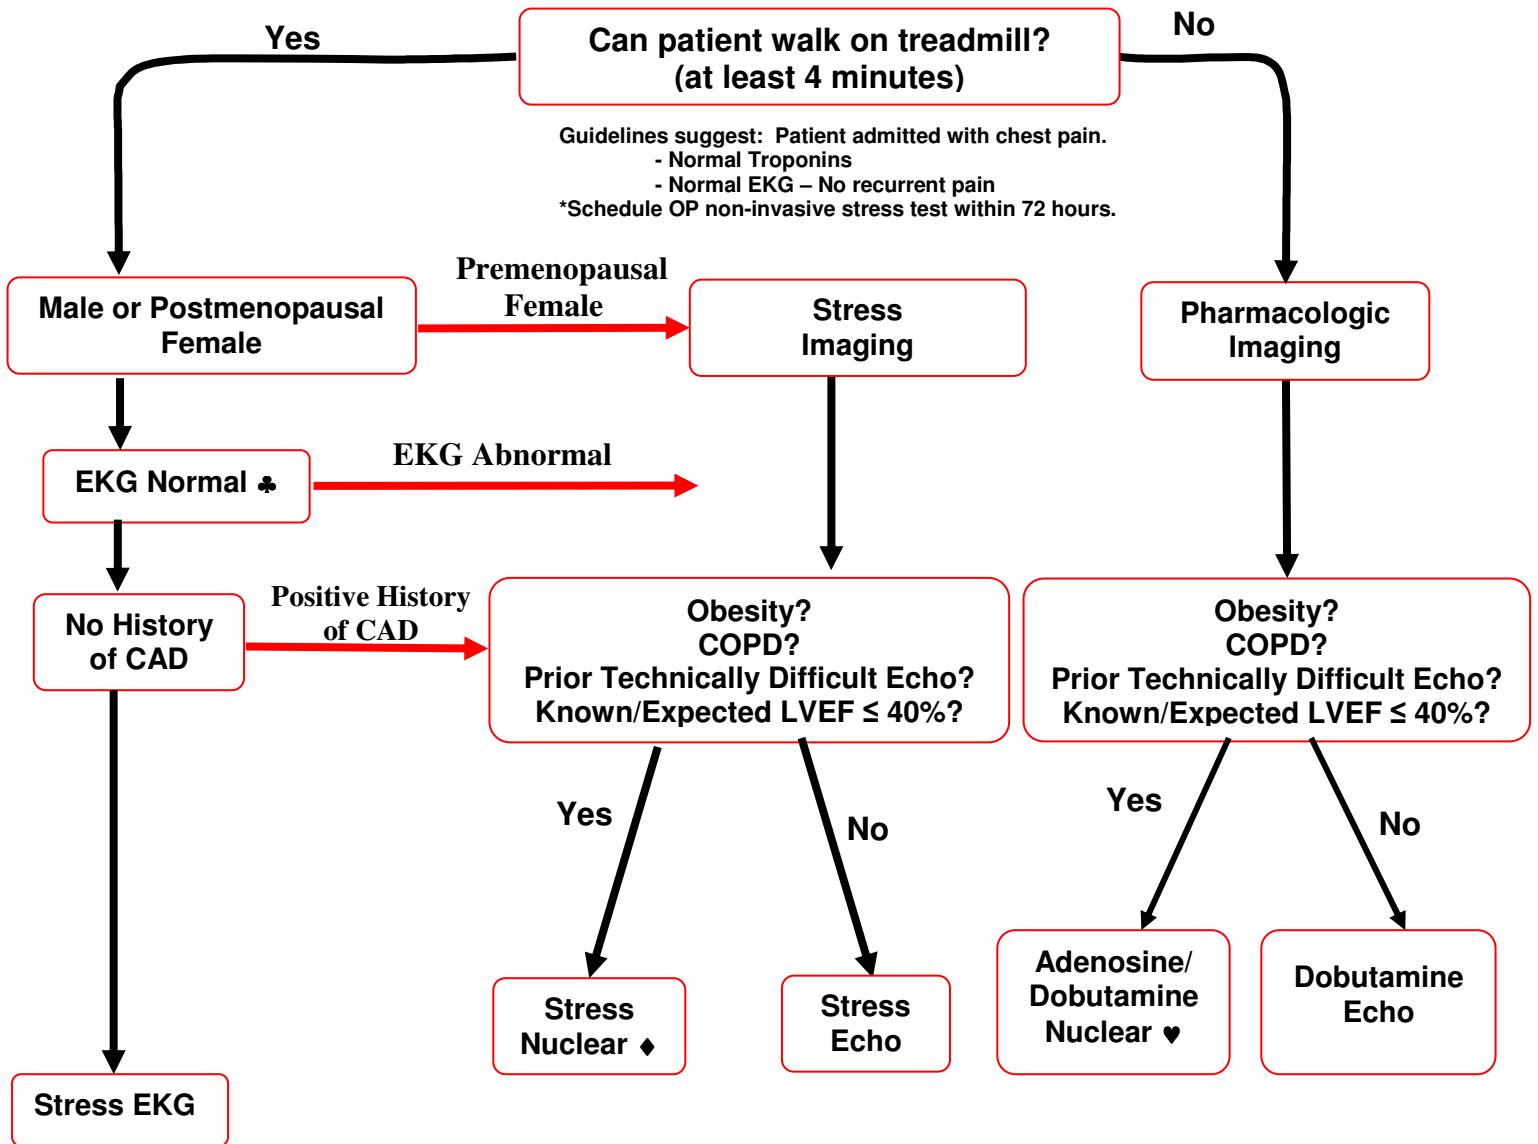 Yes
Can patient walk on treadmill?
(at least 4 minutes)
No
Guidelines suggest:  Patient admitted with chest pain.
- Normal Troponins
- Normal EKG – No recurrent pain
*Schedule OP non-invasive stress test within 72 hours.
Male or Postmenopausal
Female
Premenopausal
Female
Stress
Imaging
Pharmacologic
Imaging
EKG Normal ♣
EKG Abnormal
No History
of CAD
Positive History
of CAD
Obesity?
COPD?
Prior Technically Difficult Echo?
Known/Expected LVEF ≤ 40%?
Obesity?
COPD?
Prior Technically Difficult Echo?
Known/Expected LVEF ≤ 40%?
Yes
No
Yes
No
Stress
Nuclear ♦
Stress
Echo
Adenosine/
Dobutamine
Nuclear ♥
Dobutamine
Echo
Stress EKG